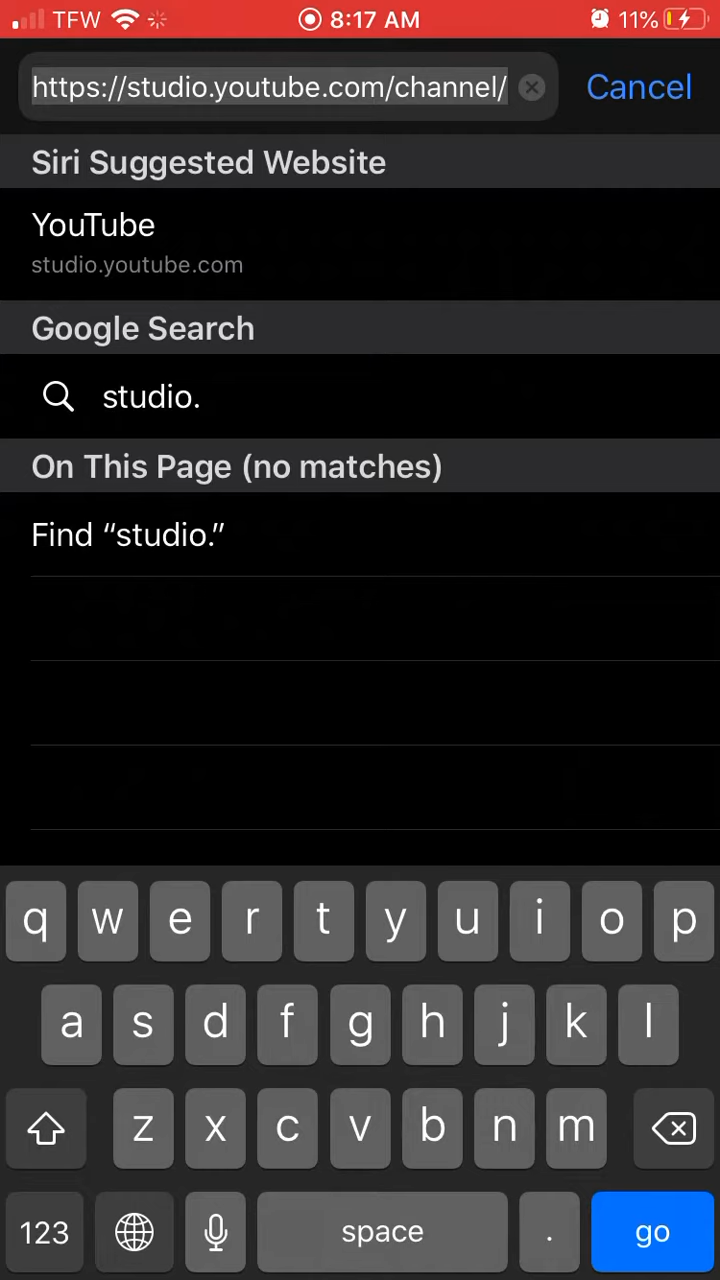 TFW 8:17 AM 11%
https://studio.youtube.com/channel/ Cancel
Siri Suggested Website
YouTube
studio.youtube.com
Google Search
studio.
On This Page (no matches)
Find “studio.”
q w e r t y u i o p
a s d f g h j k l
z x c v b n m
123 space . go